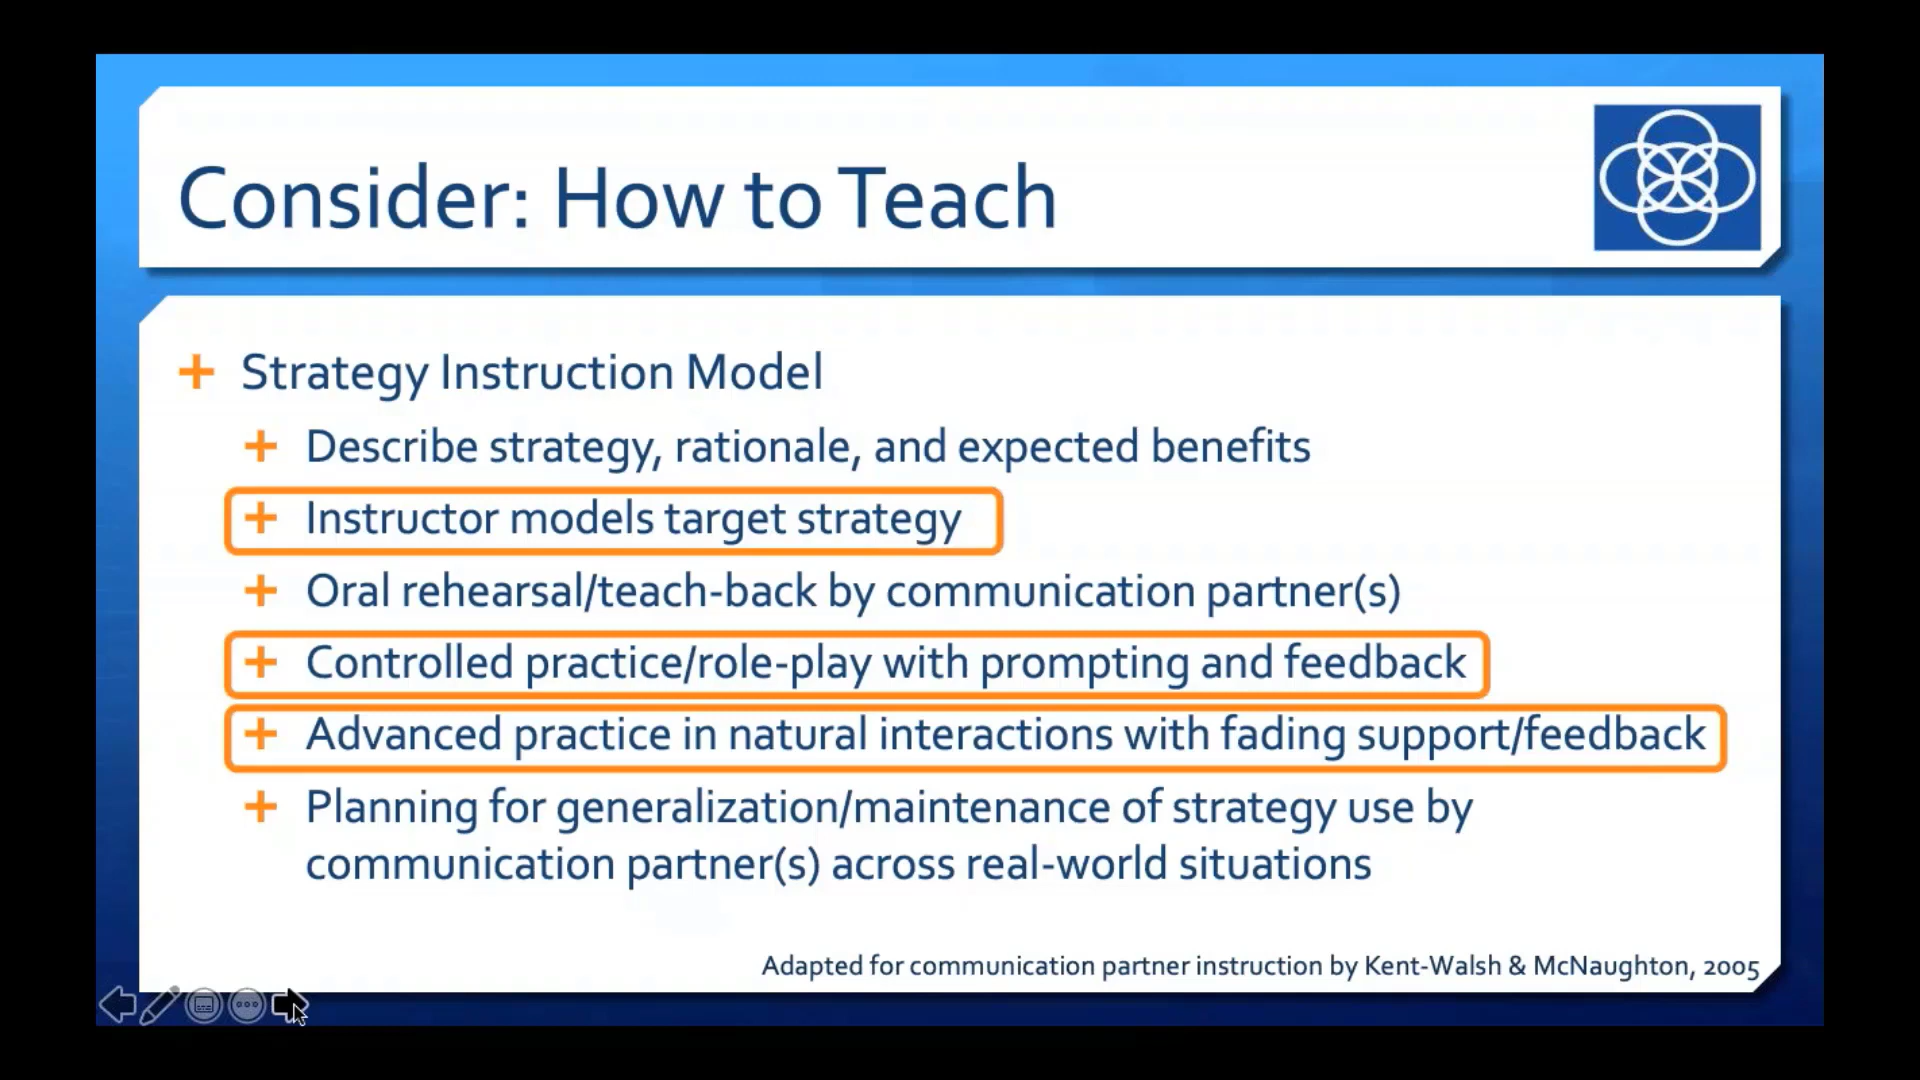 Consider: How to Teach
Strategy Instruction Model
Describe strategy, rationale, and expected benefits
Instructor models target strategy
Oral rehearsal/teach-back by communication partner(s)
Controlled practice/role-play with prompting and feedback
Advanced practice in natural interactions with fading support/feedback
Planning for generalization/maintenance of strategy use by
communication partner(s) across real-world situations
Adapted for communication partner instruction by Kent-Walsh & McNaughton, 2005